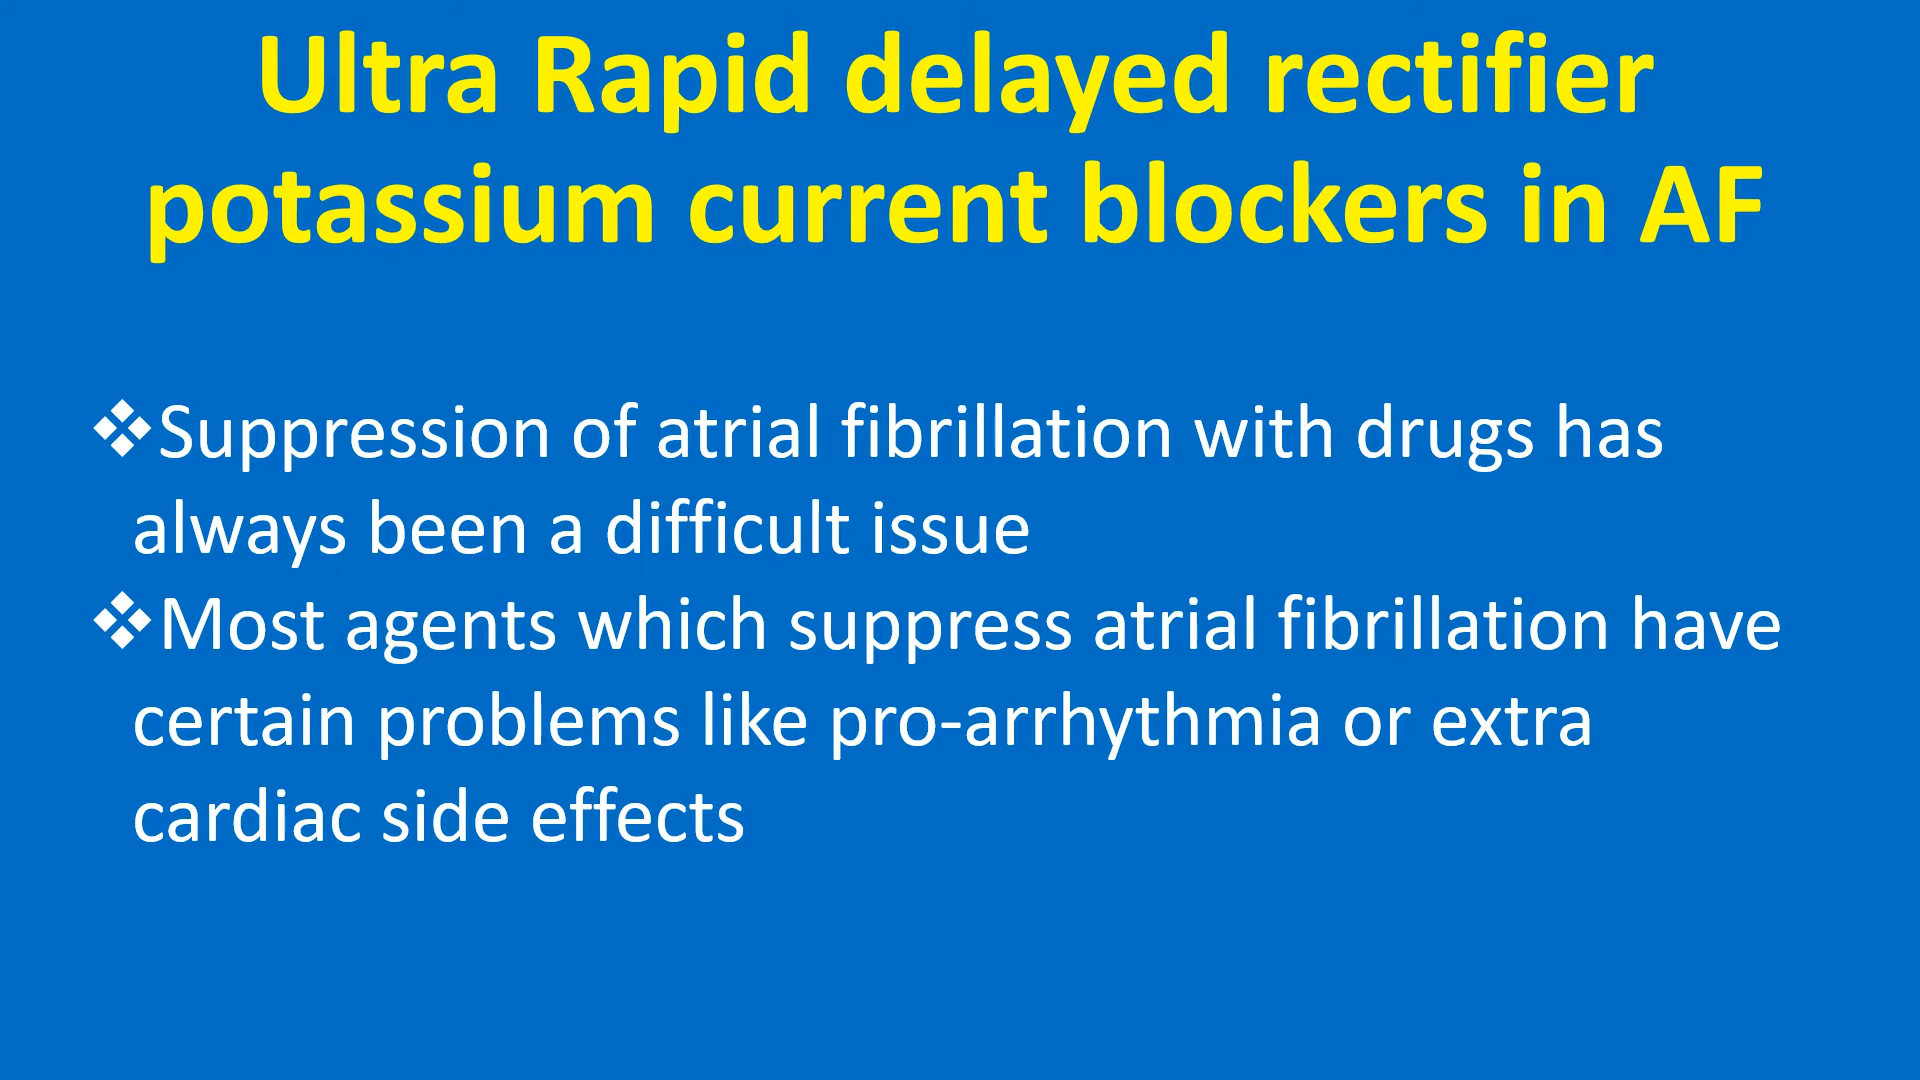 Ultra Rapid delayed rectifier
potassium current blockers in AF
❖Suppression of atrial fibrillation with drugs has
always been a difficult issue
❖Most agents which suppress atrial fibrillation have
certain problems like pro-arrhythmia or extra
cardiac side effects